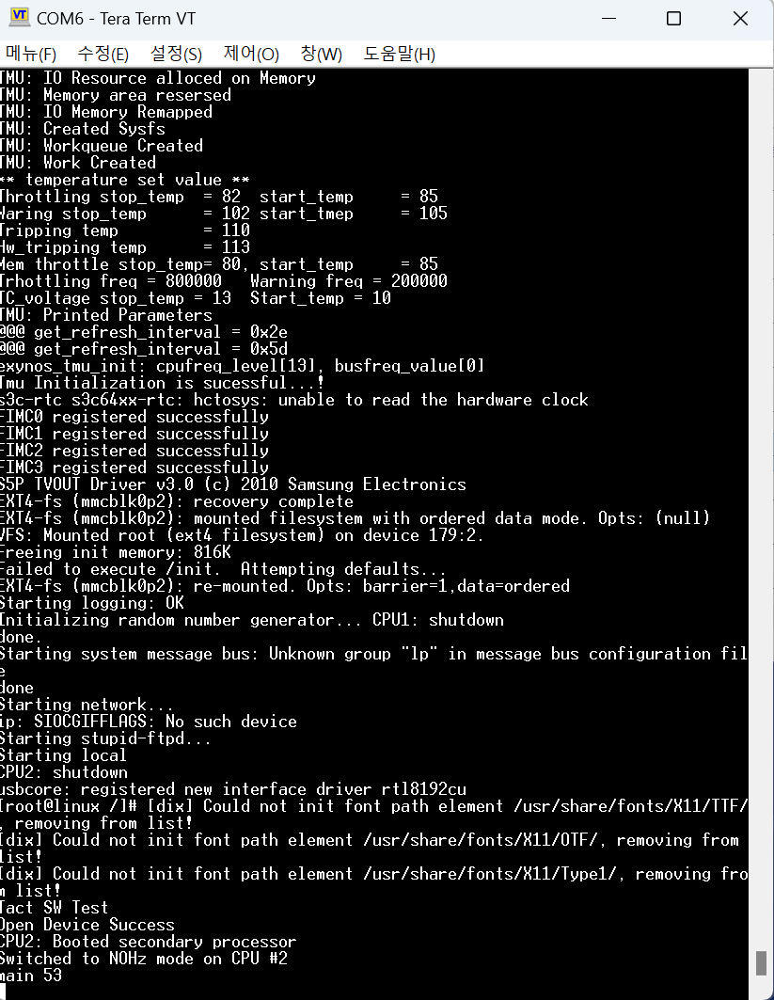 COM6 - Tera Term VT
메뉴(F) 수정(E) 설정(S) 제어(O) 창(W) 도움말(H)
TMU: IO Resource alloced on Memory
TMU: Memory area resersed
TMU: IO Memory Remapped
TMU: Created Sysfs
TMU: Workqueue Created
TMU: Work Created
** temperature set value **
Throttling stop_temp  = 82  start_temp     = 85
Waring stop_temp      = 102 start_tmep     = 105
Tripping temp         = 110
Hw_tripping temp      = 113
Mem throttle stop_temp= 80, start_temp     = 85
Trhottling freq = 800000   Warning freq = 200000
TC_voltage stop_temp = 13  Start_temp = 10
TMU: Printed Parameters
@@@ get_refresh_interval = 0x2e
@@@ get_refresh_interval = 0x5d
exynos_tmu_init: cpufreq_level[13], busfreq_value[0]
Tmu Initialization is sucessful...!
s3c-rtc s3c64xx-rtc: hctosys: unable to read the hardware clock
FIMC0 registered successfully
FIMC1 registered successfully
FIMC2 registered successfully
FIMC3 registered successfully
S5P TVOUT Driver v3.0 (c) 2010 Samsung Electronics
EXT4-fs (mmcblk0p2): recovery complete
EXT4-fs (mmcblk0p2): mounted filesystem with ordered data mode. Opts: (null)
VFS: Mounted root (ext4 filesystem) on device 179:2.
Freeing init memory: 816K
Failed to execute /init.  Attempting defaults...
EXT4-fs (mmcblk0p2): re-mounted. Opts: barrier=1,data=ordered
Starting logging: OK
Initializing random number generator... CPU1: shutdown
done.
Starting system message bus: Unknown group "lp" in message bus configuration fil
e
done
Starting network...
ip: SIOCGIFFLAGS: No such device
Starting stupid-ftpd...
Starting local
CPU2: shutdown
usbcore: registered new interface driver rtl8192cu
[root@linux /]# [dix] Could not init font path element /usr/share/fonts/X11/TTF/
, removing from list!
[dix] Could not init font path element /usr/share/fonts/X11/OTF/, removing from
list!
[dix] Could not init font path element /usr/share/fonts/X11/Type1/, removing fro
m list!
Tact SW Test
Open Device Success
CPU2: Booted secondary processor
Switched to NOHz mode on CPU #2
main 53